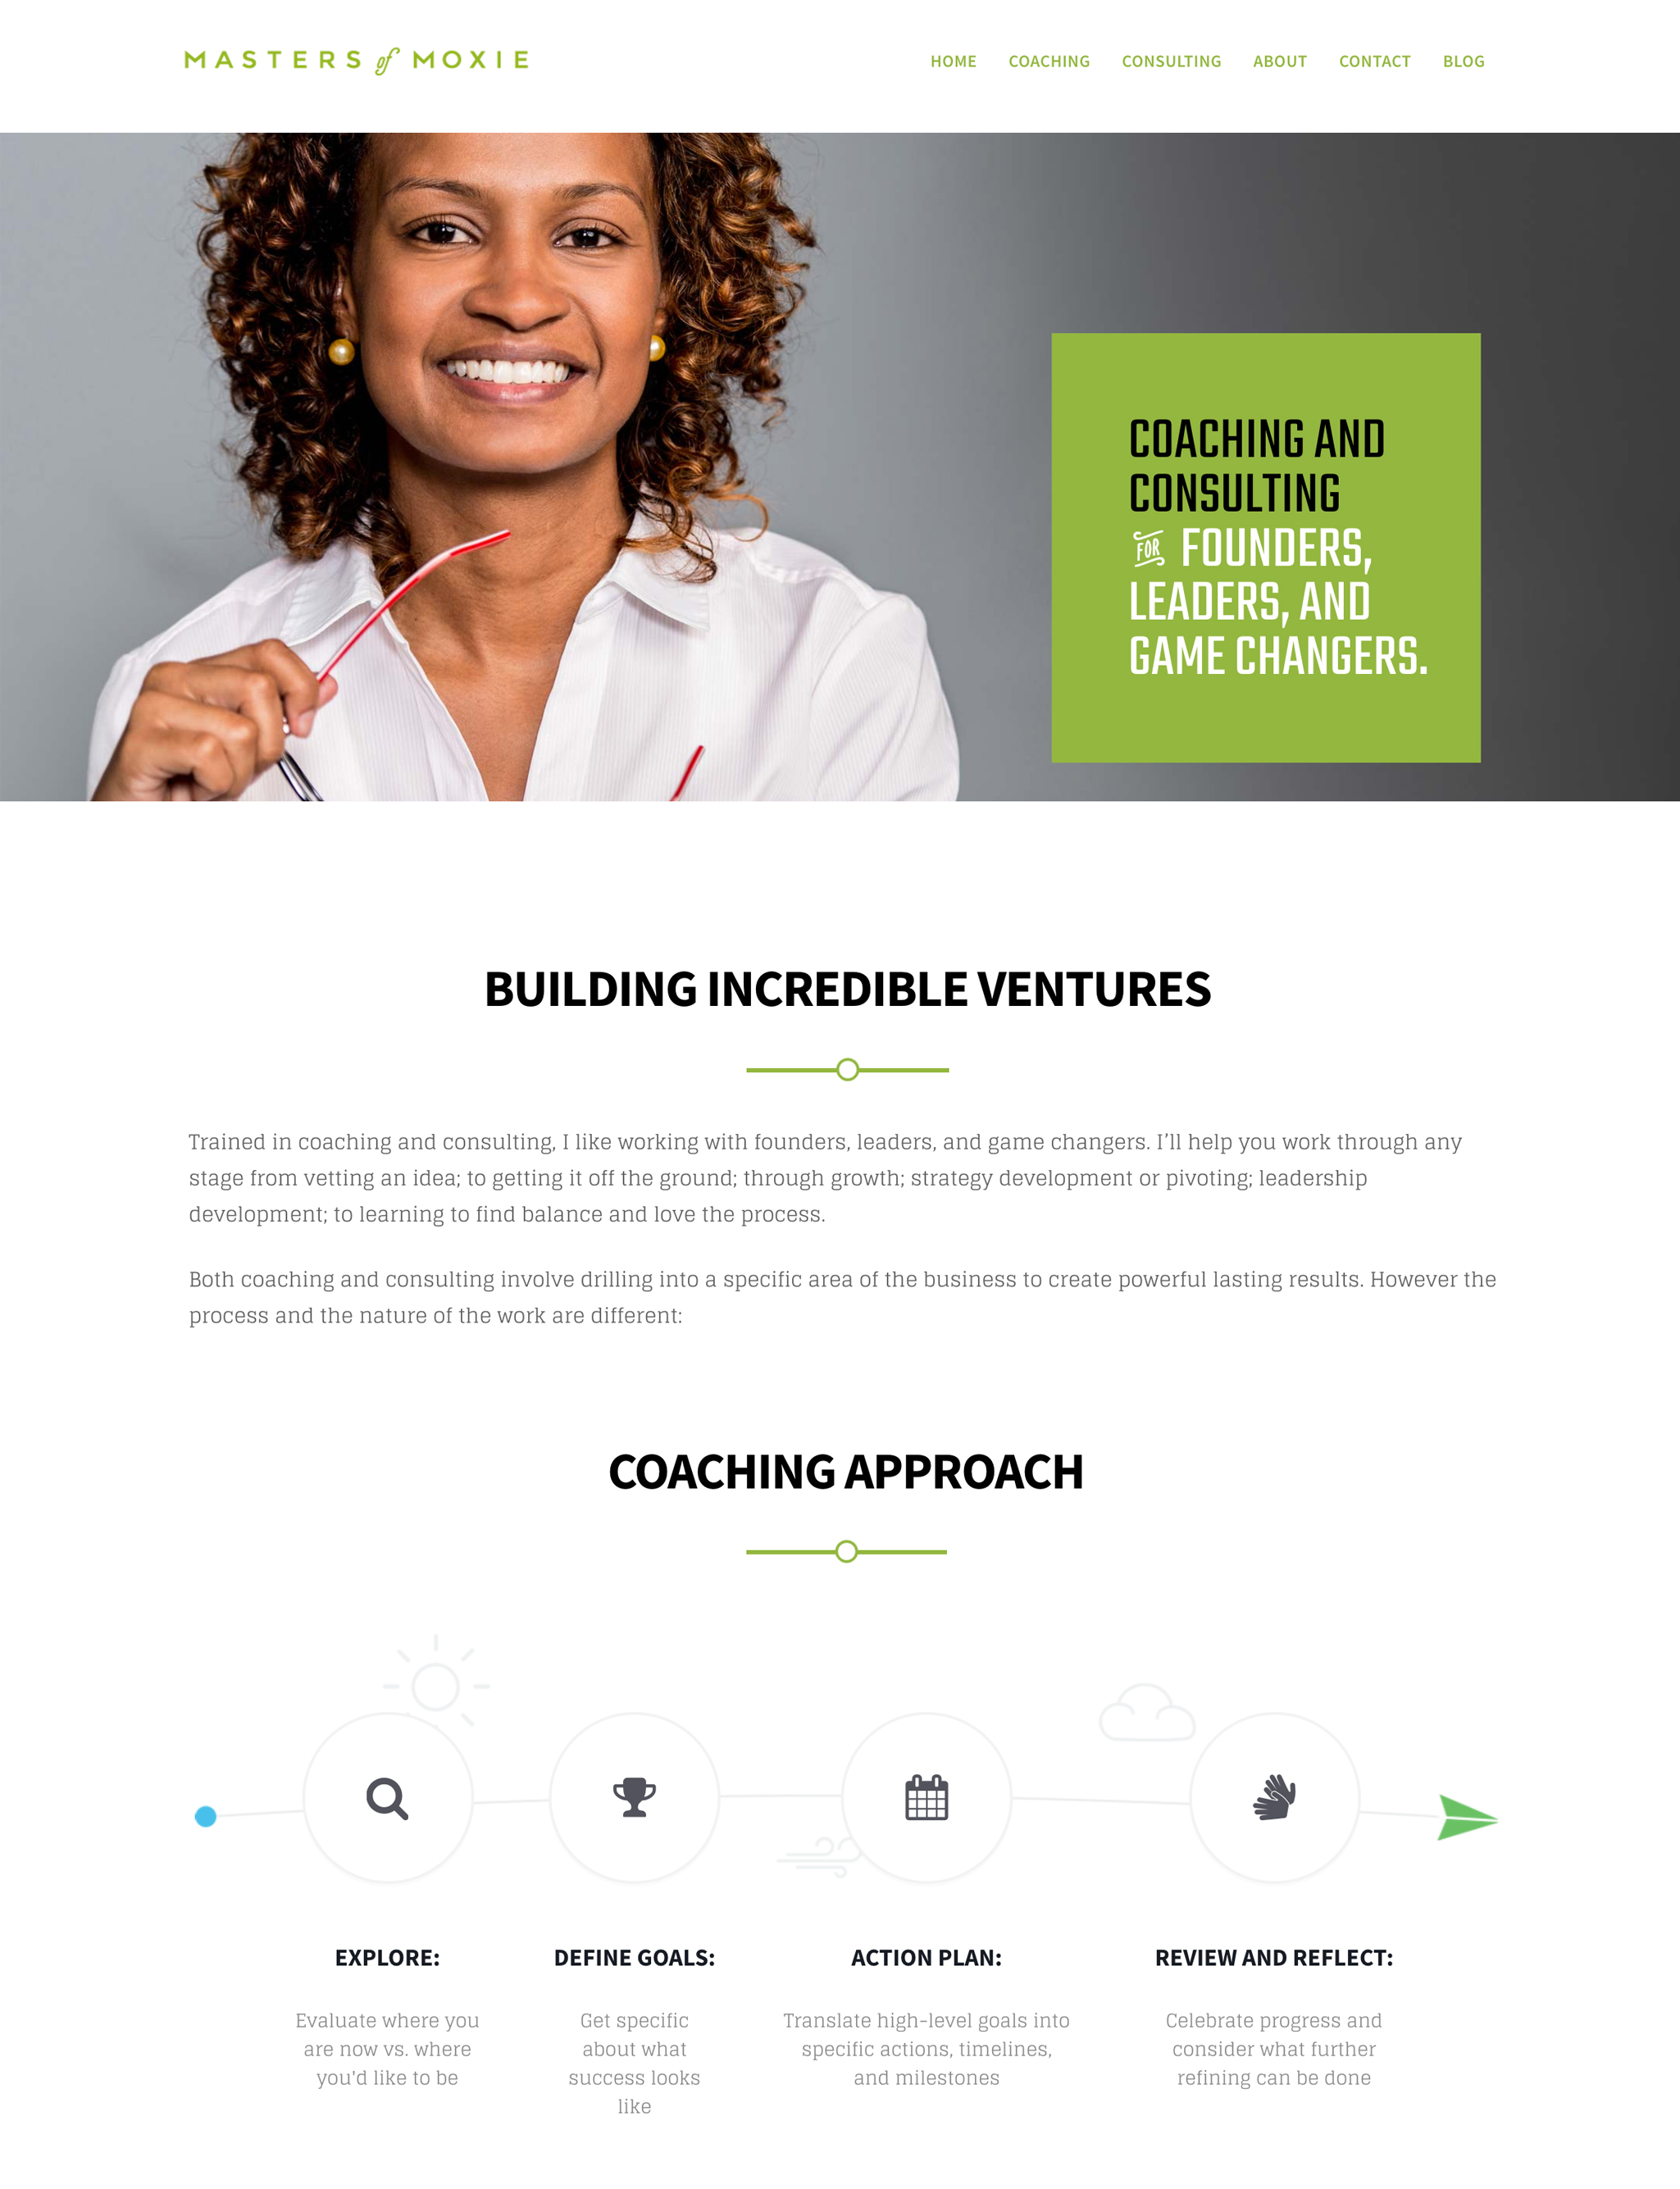 MASTERS of MOXIE
HOME COACHING CONSULTING ABOUT CONTACT BLOG
COACHING AND
CONSULTING
FOR FOUNDERS,
LEADERS, AND
GAME CHANGERS.
BUILDING INCREDIBLE VENTURES
Trained in coaching and consulting, I like working with founders, leaders, and game changers. I’ll help you work through any
stage from vetting an idea; to getting it off the ground; through growth; strategy development or pivoting; leadership
development; to learning to find balance and love the process.
Both coaching and consulting involve drilling into a specific area of the business to create powerful lasting results. However the
process and the nature of the work are different:
COACHING APPROACH
EXPLORE:
Evaluate where you
are now vs. where
you'd like to be
DEFINE GOALS:
Get specific
about what
success looks
like
ACTION PLAN:
Translate high-level goals into
specific actions, timelines,
and milestones
REVIEW AND REFLECT:
Celebrate progress and
consider what further
refining can be done